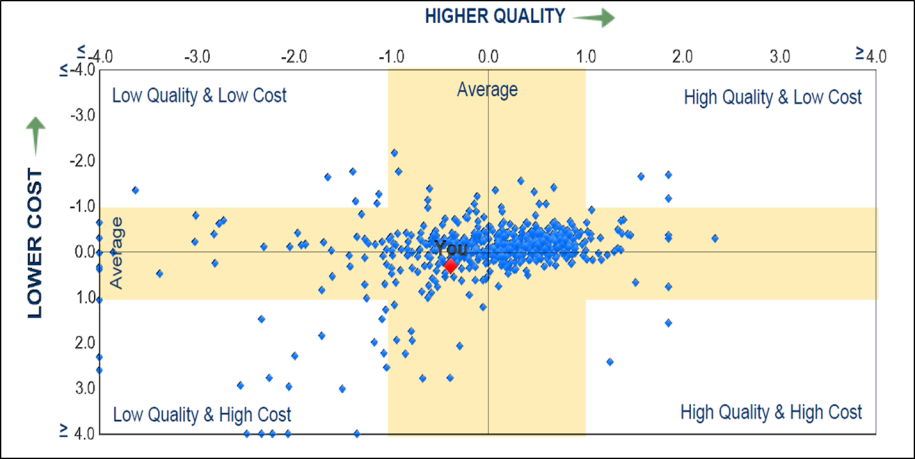 HIGHER QUALITY
≤
-4.0 -3.0 -2.0 -1.0 0.0 1.0 2.0 ≥4.0
≤-4.0
Low Quality & Low Cost
Average
High Quality & Low Cost
-3.0
-2.0
-1.0
LOWER COST
Average
0.0
You
1.0
2.0
3.0
Low Quality & High Cost
High Quality & High Cost
≥ 4.0